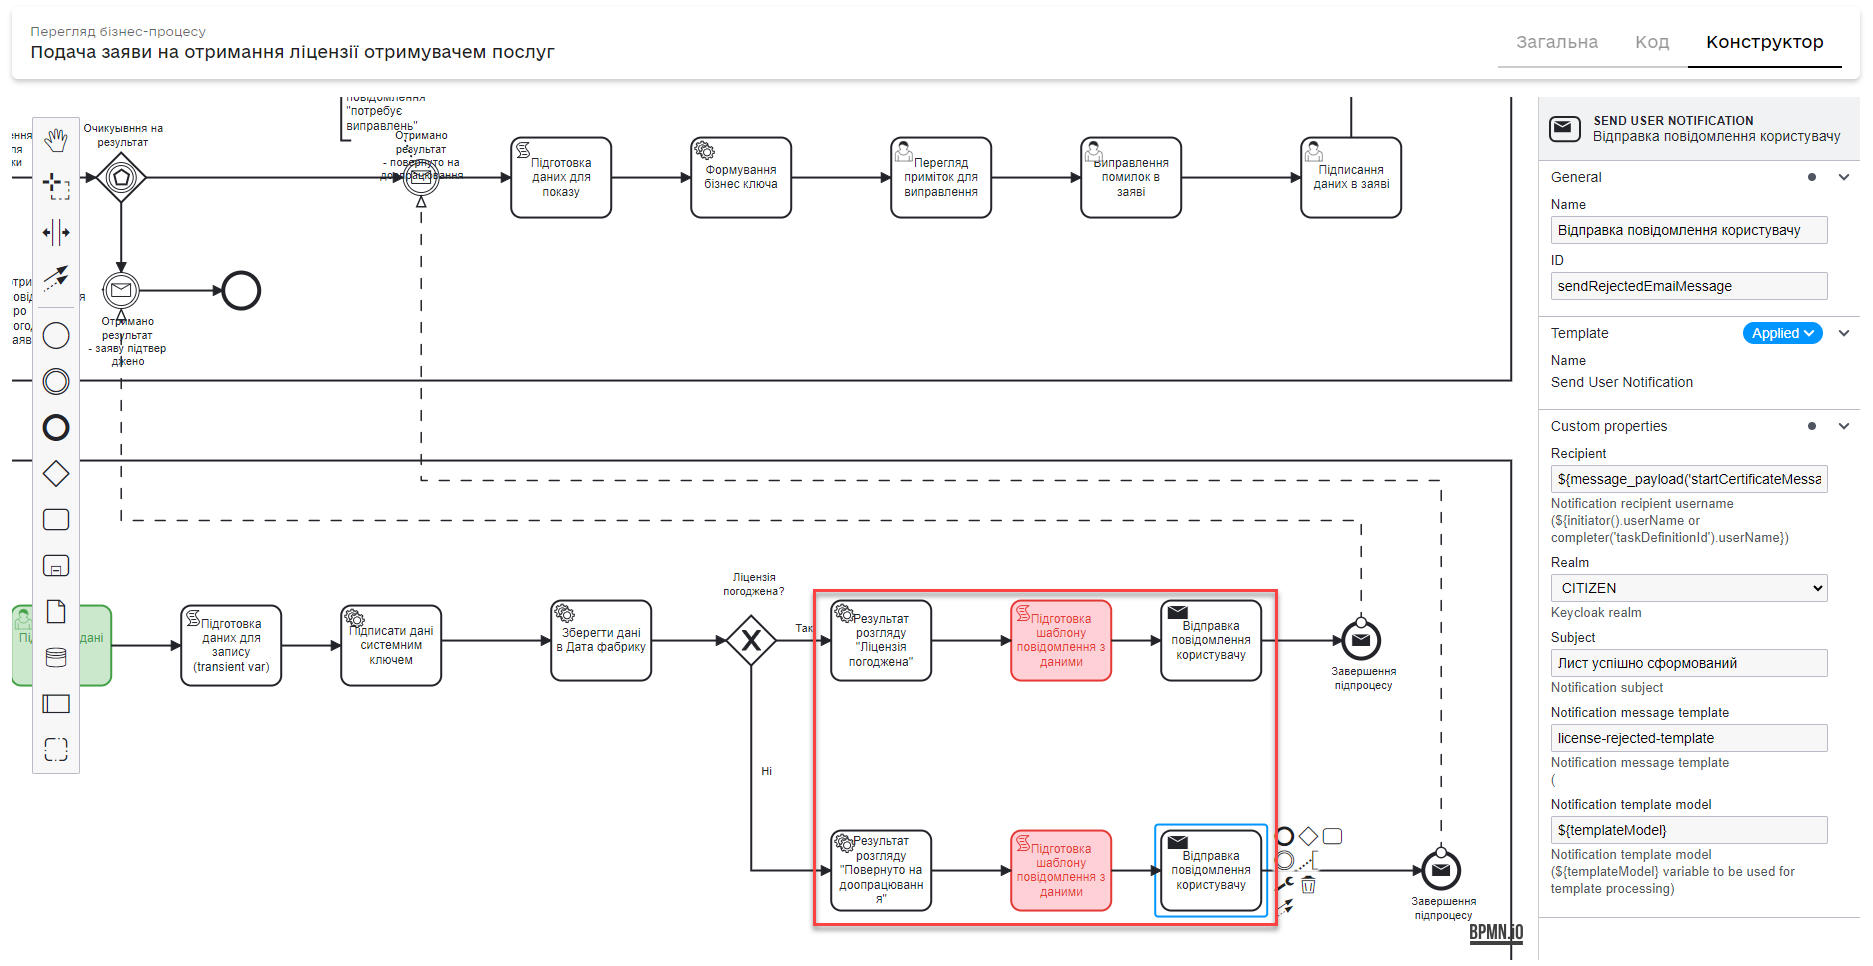 Перегляд бізнес-процесу
Подача заяви на отримання ліцензії отримувачем послуг
Загальна
Код
Конструктор
повідомлення
"потребує
виправлень"
Очикуывння на
результат
Отримано
результат
- повернуто на
доопрацювання
Підготовка
даних для
показу
Формування
бізнес ключа
Перегляд
приміток для
виправлення
Виправлення
помилок в
заяві
Підписання
даних в заяві
Отримано
результат
- заяву підтвер
джено
Ліцензія
погоджена?
Так
Ні
дані
Підготовка
даних для
запису
(transient var)
Підписати дані
системним
ключем
Зберегти дані
в Дата фабрику
Результат
розгляду
"Ліцензія
погоджена"
Підготовка
шаблону
повідомлення з
даними
Відправка
повідомлення
користувачу
Завершення
підпроцесу
Результат
розгляду
"Повернуто на
доопрацюванн
я"
Підготовка
шаблону
повідомлення з
даними
Відправка
повідомлення
користувачу
Завершення
підпроцесу
BPMN.iO
SEND USER NOTIFICATION
Відправка повідомлення користувачу
General
Name
Відправка повідомлення користувачу
ID
sendRejectedEmaiMessage
Template
Applied
Name
Send User Notification
Custom properties
Recipient
${message_payload('startCertificateMessa
Notification recipient username
(${initiator().userName or
completer('taskDefinitionId').userName})
Realm
CITIZEN
Keycloak realm
Subject
Лист успішно сформований
Notification subject
Notification message template
license-rejected-template
Notification message template
(
Notification template model
${templateModel}
Notification template model
(${templateModel} variable to be used for
template processing)